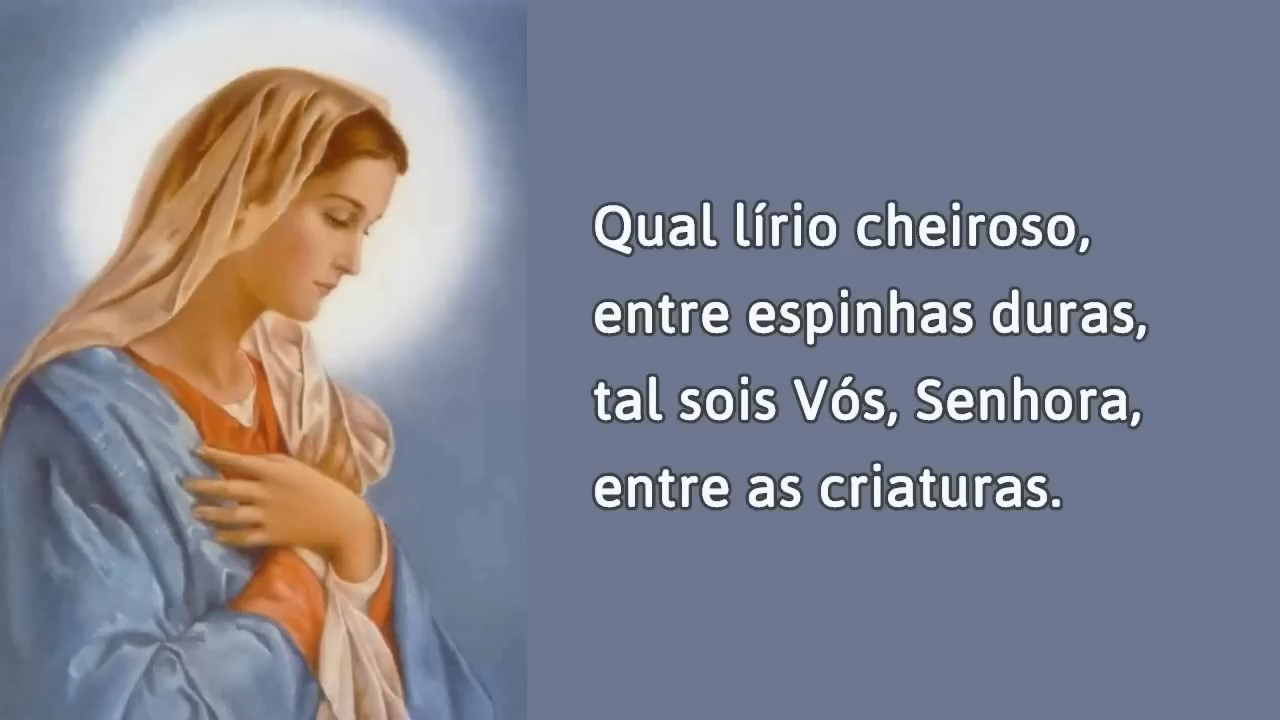 Qual lírio cheiroso,
entre espinhas duras,
tal sois Vós, Senhora,
entre as criaturas.